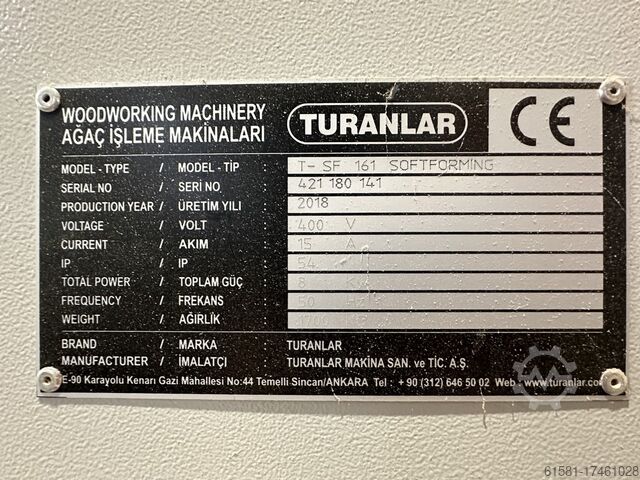 WOODWORKING MACHINERY
AĞAÇ İŞLEME MAKİNALARI
TURANLAR
CE
MODEL - TYPE / MODEL - TİP : T- SF 161 SOFTFORMING
SERIAL NO / SERİ NO : 421 180 141
PRODUCTION YEAR / ÜRETİM YILI : 2018
VOLTAGE / VOLT : 400 V
CURRENT / AKIM : 15 A
IP / IP : 54
TOTAL POWER / TOPLAM GÜÇ : 8
FREQUENCY / FREKANS : 50 Hz
WEIGHT / AĞIRLIK :
BRAND / MARKA : TURANLAR
MANUFACTURER / İMALATÇI : TURANLAR MAKİNA SAN. ve TİC. A.Ş.
E-90 Karayolu Kenarı Gazi Mahallesi No:44 Temelli Sincan/ANKARA Tel : + 90 (312) 646 50 02 Web : www.turanlar.co
61581-17461028